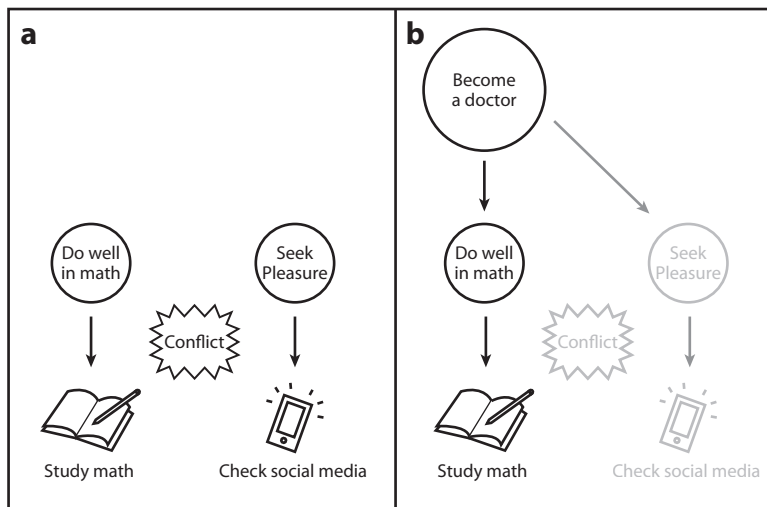 a
Do well
in math
Seek
Pleasure
Conflict
Study math
Check social media
b
Become
a doctor
Do well
in math
Seek
Pleasure
Conflict
Study math
Check social media